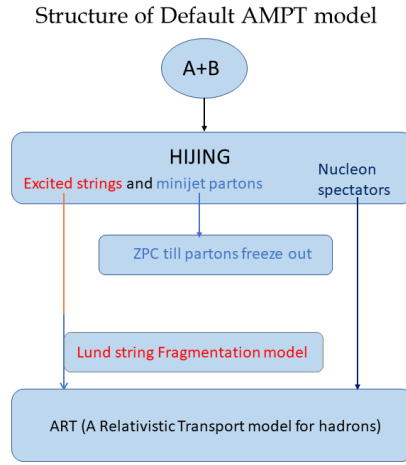 Structure of Default AMPT model
A+B
HIJING
Excited strings and minijet partons
Nucleon
spectators
ZPC till partons freeze out
Lund string Fragmentation model
ART (A Relativistic Transport model for hadrons)